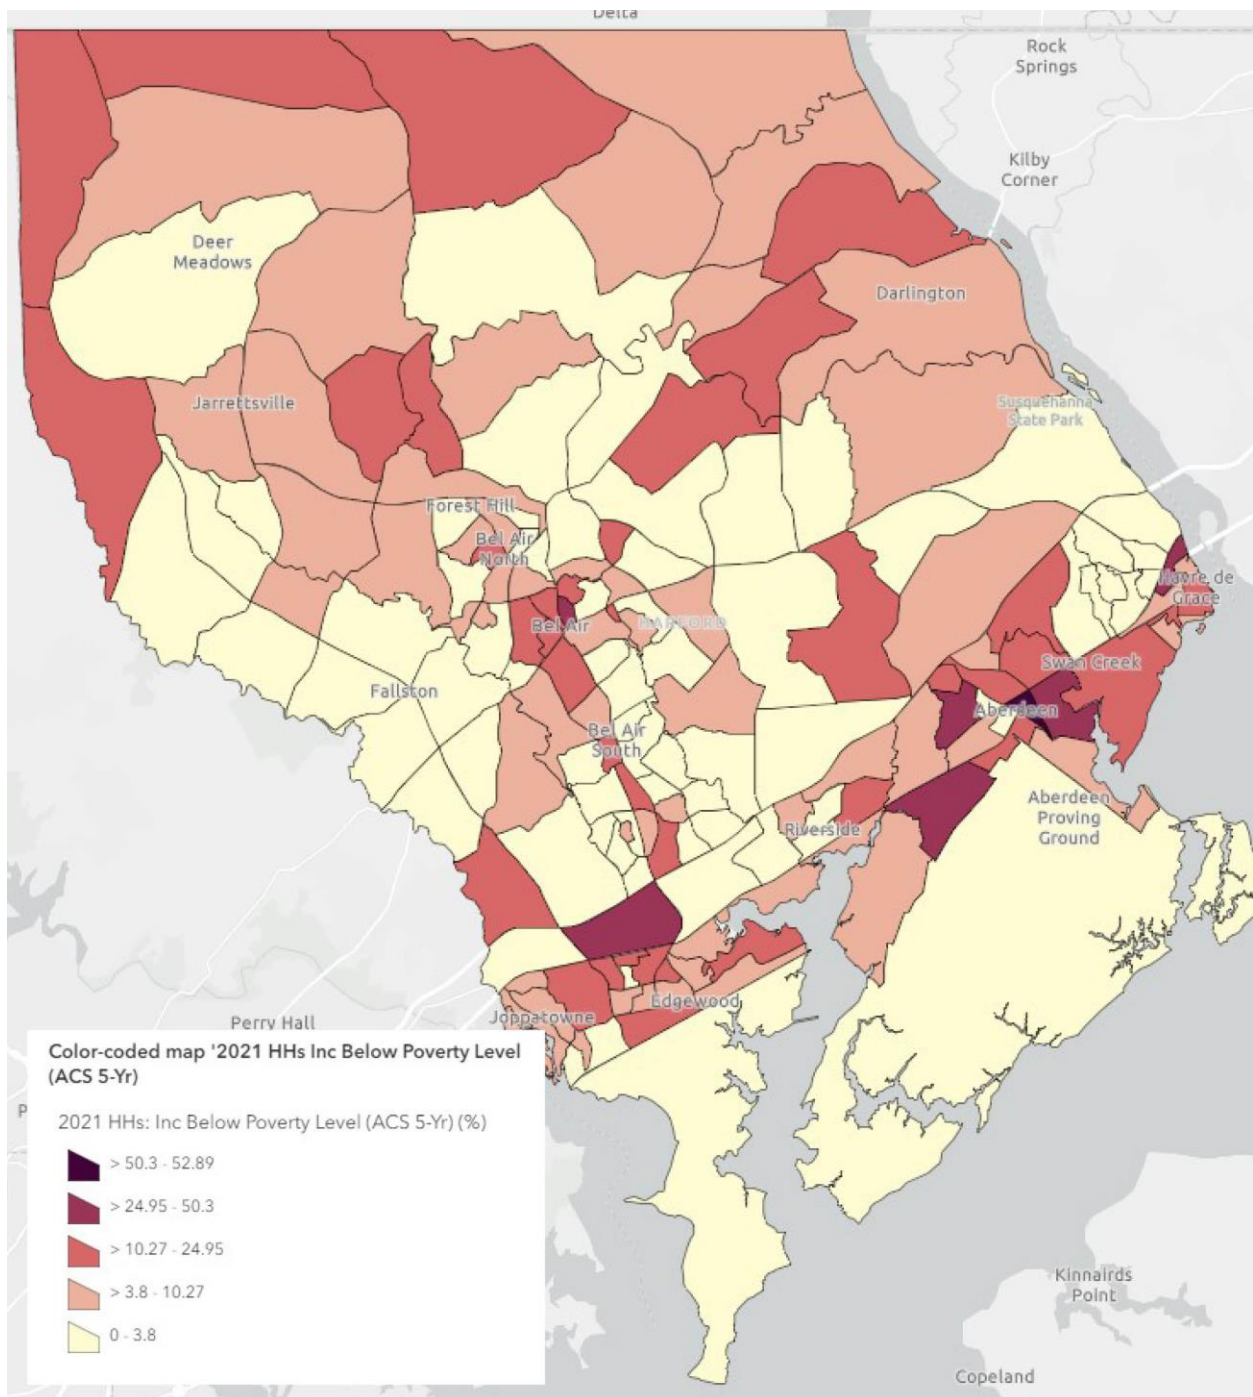 Delta
Rock
Springs
Kilby
Corner
Deer
Meadows
Darlington
Jarrettsville
Susquehanna
State Park
Forest Hill
Bel Air
North
Havre de
Grace
Bel Air
HARFORD
Swan Creek
Fallston
Aberdeen
Bel Air
South
Aberdeen
Proving
Ground
Riverside
Edgewood
Joppatowne
Perry Hall
Color-coded map '2021 HHs Inc Below Poverty Level
(ACS 5-Yr)
2021 HHs: Inc Below Poverty Level (ACS 5-Yr) (%)
> 50.3 - 52.89
> 24.95 - 50.3
> 10.27 - 24.95
> 3.8 - 10.27
0 - 3.8
Kinnairds
Point
Copeland